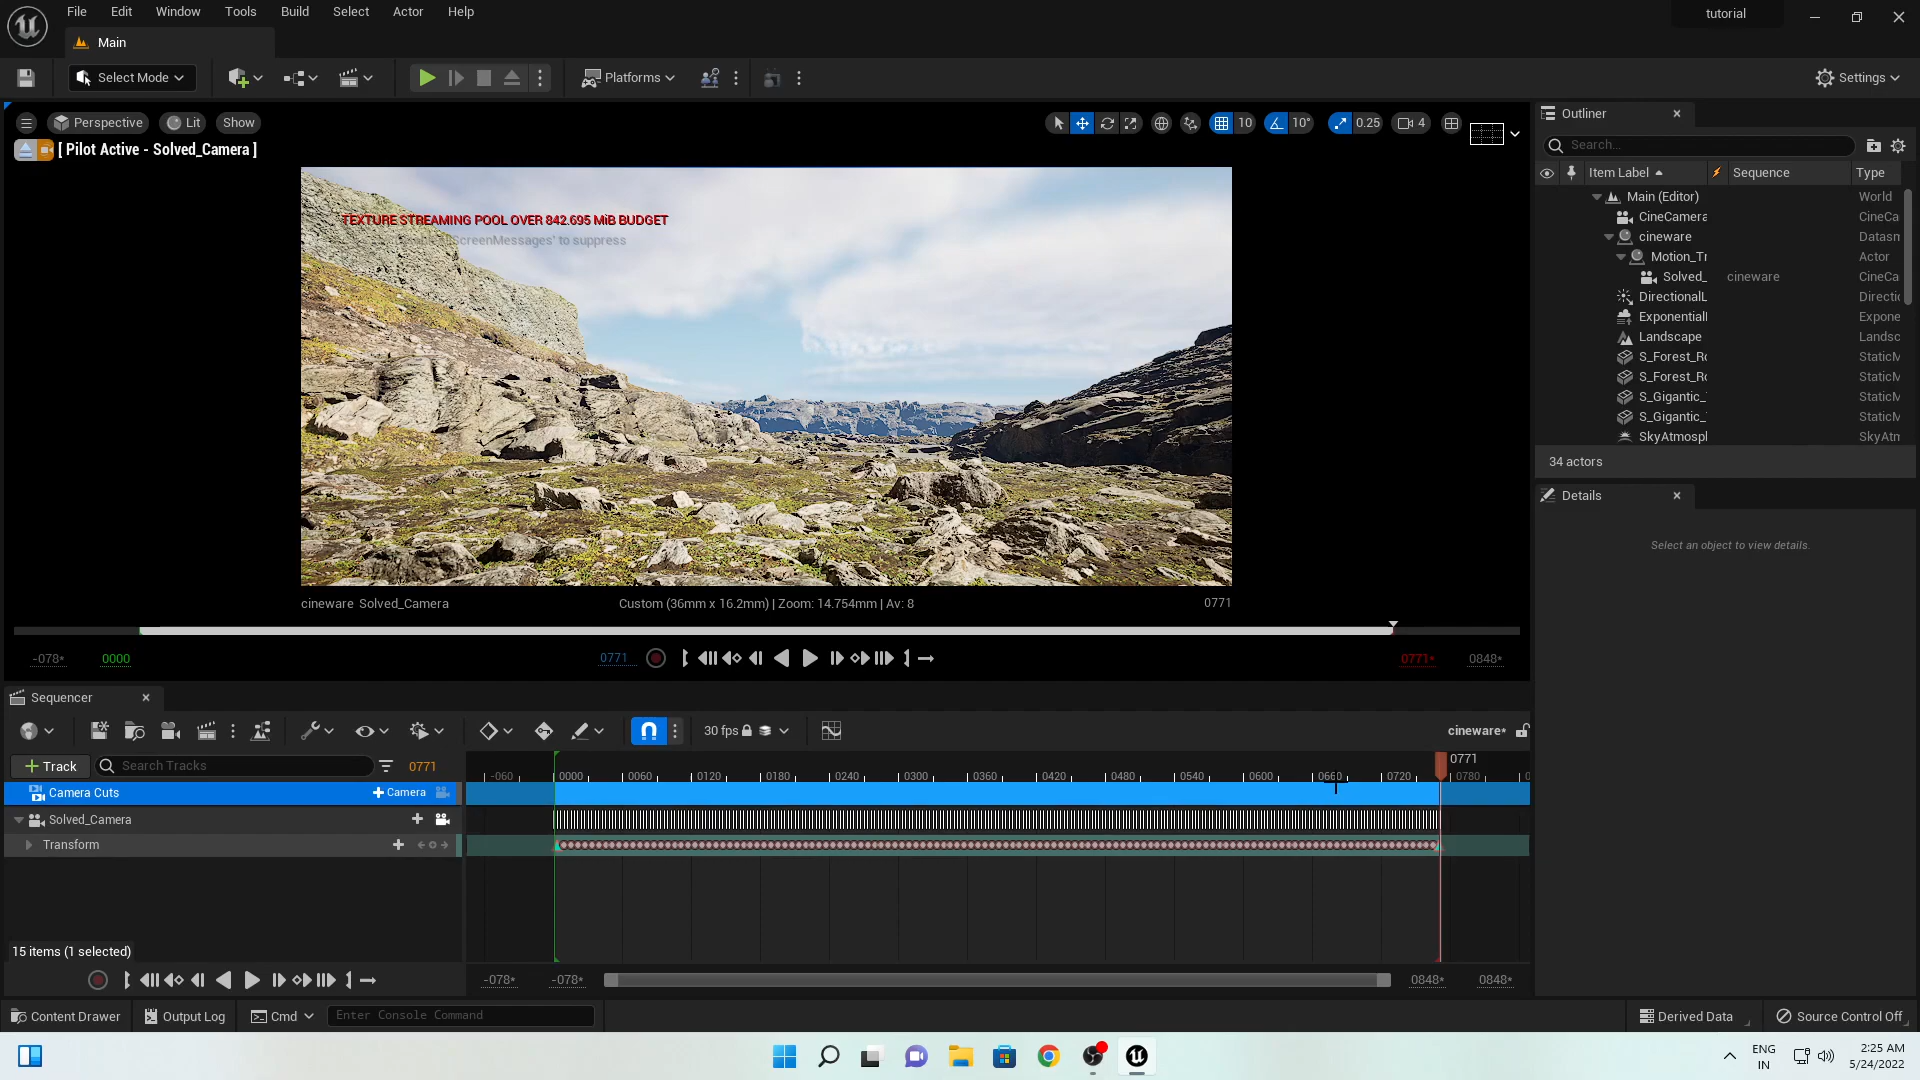 File Edit Window Tools Build Select Actor Help
tutorial
Main
Select Mode
Platforms
Settings
Perspective Lit Show
10 10° 0.25 4
[ Pilot Active - Solved_Camera ]
TEXTURE STREAMING POOL OVER 842.695 MiB BUDGET
ScreenMessages' to suppress
cineware Solved_Camera
Custom (36mm x 16.2mm) | Zoom: 14.754mm | Av: 8
0771
-078*
0000
0771
0771*
0848*
Outliner
Search...
Item Label Sequence Type
Main (Editor) World
CineCamera CineCa
cineware Datasm
Motion_Tr Actor
Solved_ cineware CineCa
DirectionalL Directio
Exponential Expone
Landscape Landsc
S_Forest_Ro StaticM
S_Forest_Ro StaticM
S_Gigantic_ StaticM
S_Gigantic_ StaticM
SkyAtmosph SkyAtm
34 actors
Details
Select an object to view details.
Sequencer
30 fps
cineware*
Track
Search Tracks
0771
0771
-060 0000 0060 0120 0180 0240 0300 0360 0420 0480 0540 0600 0660 0720 0780
Camera Cuts
Camera
Solved_Camera
Transform
15 items (1 selected)
-078* -078* 0848* 0848*
Content Drawer
Output Log
Cmd
Enter Console Command
Derived Data
Source Control Off
ENG
IN
2:25 AM
5/24/2022